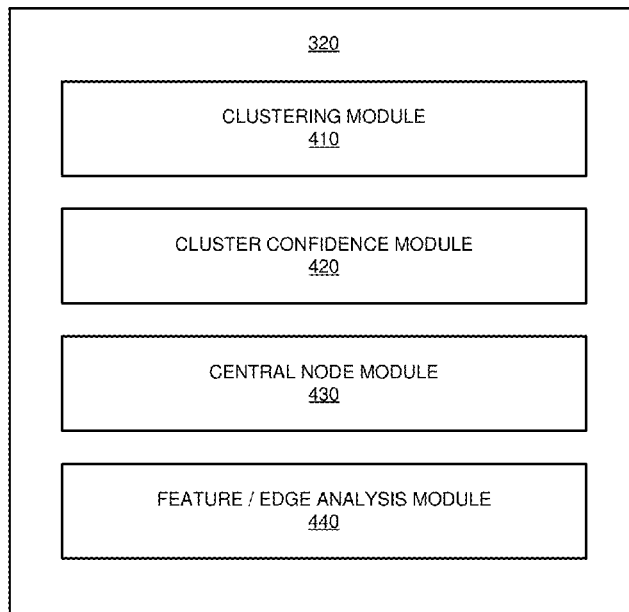 320
CLUSTERING MODULE
410
CLUSTER CONFIDENCE MODULE
420
CENTRAL NODE MODULE
430
FEATURE / EDGE ANALYSIS MODULE
440